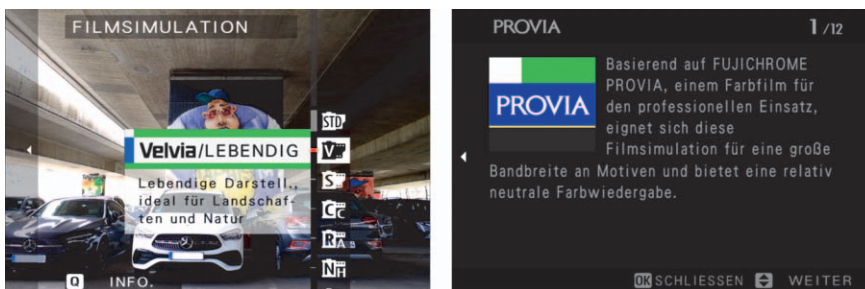 FILMSIMULATION
STD
Velvia/LEBENDIG
V
Lebendige Darstell.,
ideal für Landschaf-
ten und Natur
S
Cc
RA
NH
Q INFO.
PROVIA 1/12
PROVIA
Basierend auf FUJICHROME
PROVIA, einem Farbfilm für
den professionellen Einsatz,
eignet sich diese
Filmsimulation für eine große
Bandbreite an Motiven und bietet eine relativ
neutrale Farbwiedergabe.
OK SCHLIESSEN WEITER